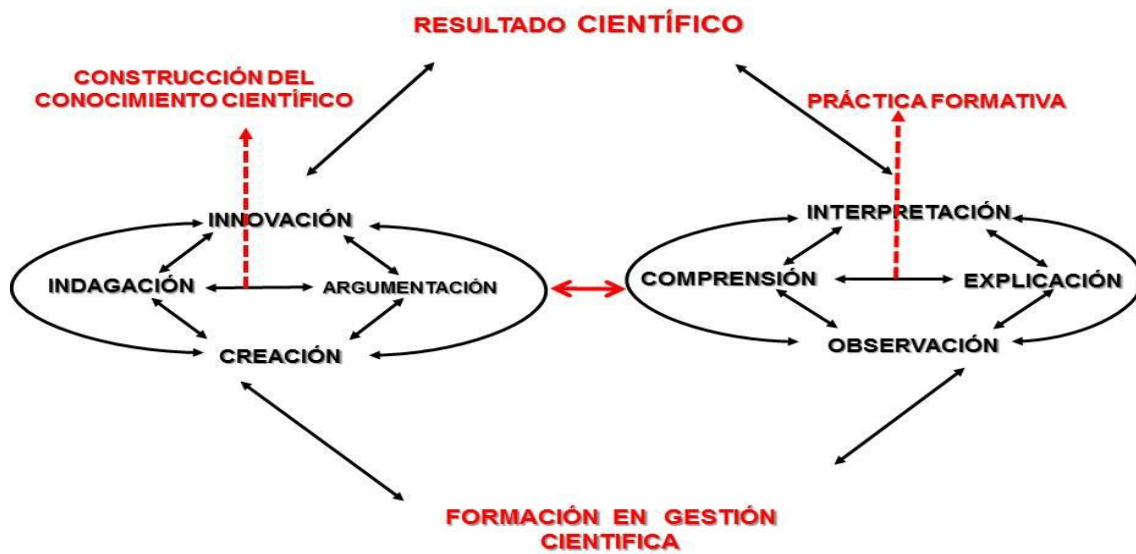 RESULTADO CIENTÍFICO
CONSTRUCCIÓN DEL
CONOCIMIENTO CIENTÍFICO
PRÁCTICA FORMATIVA
INNOVACIÓN
INDAGACIÓN
ARGUMENTACIÓN
CREACIÓN
INTERPRETACIÓN
COMPRENSIÓN
EXPLICACIÓN
OBSERVACIÓN
FORMACIÓN EN GESTIÓN
CIENTIFICA